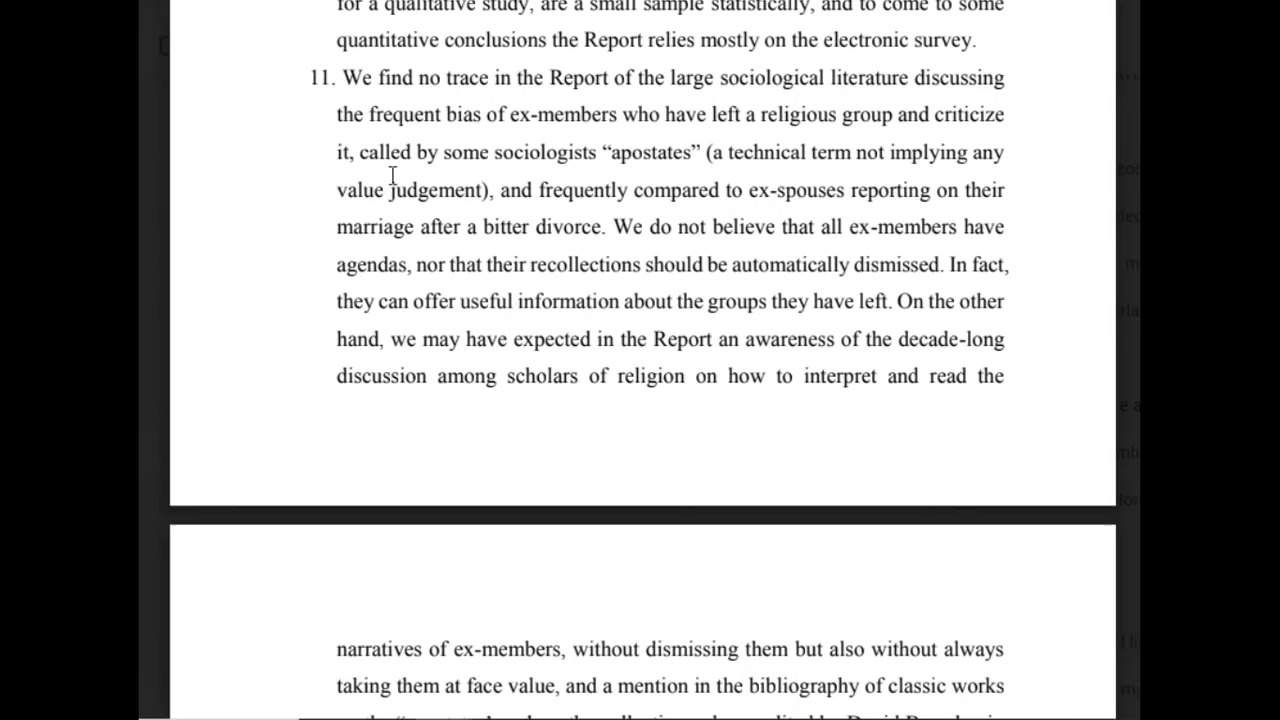 for a qualitative study, are a small sample statistically, and to come to some
quantitative conclusions the Report relies mostly on the electronic survey.
11. We find no trace in the Report of the large sociological literature discussing
the frequent bias of ex-members who have left a religious group and criticize
it, called by some sociologists “apostates” (a technical term not implying any
value judgement), and frequently compared to ex-spouses reporting on their
marriage after a bitter divorce. We do not believe that all ex-members have
agendas, nor that their recollections should be automatically dismissed. In fact,
they can offer useful information about the groups they have left. On the other
hand, we may have expected in the Report an awareness of the decade-long
discussion among scholars of religion on how to interpret and read the
narratives of ex-members, without dismissing them but also without always
taking them at face value, and a mention in the bibliography of classic works